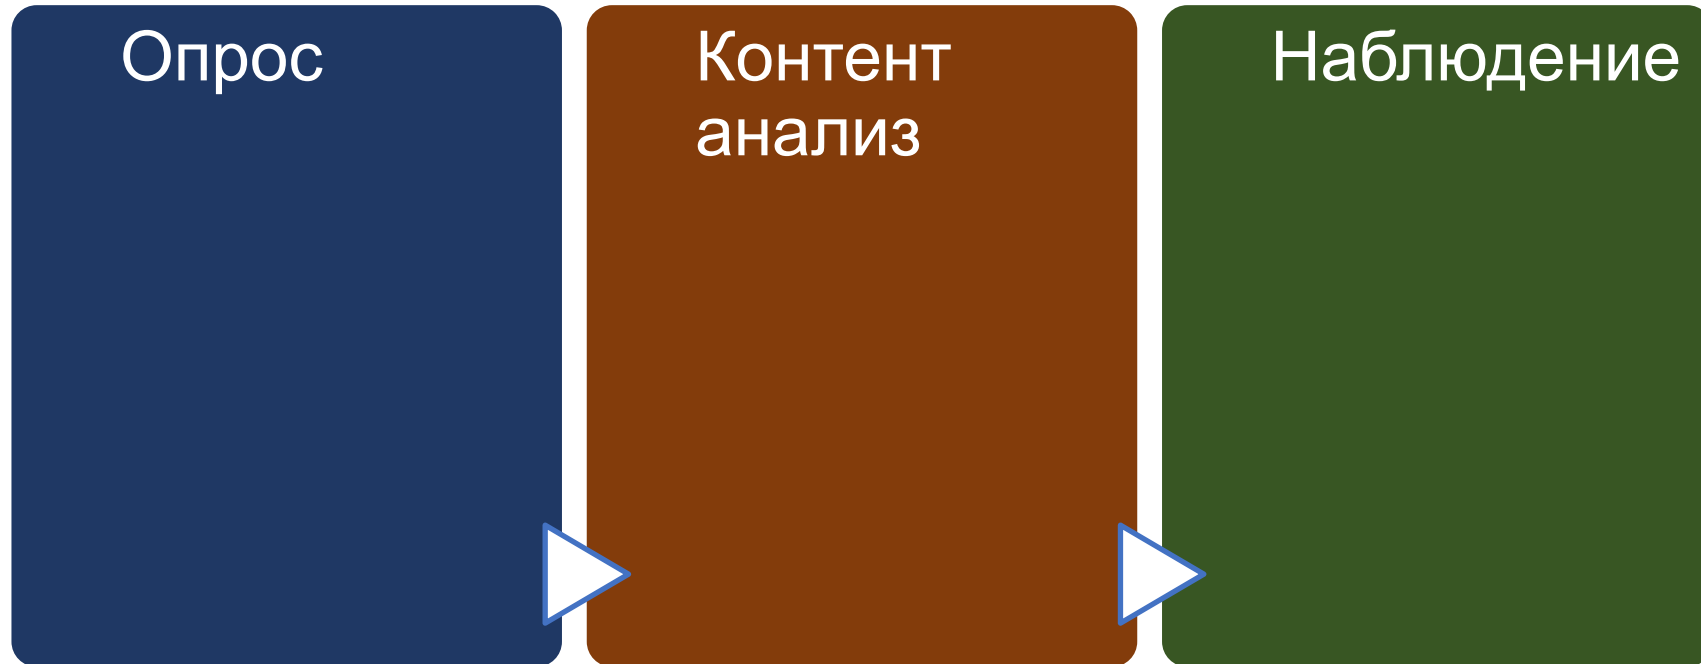 Опрос
Контент
анализ
Наблюдение